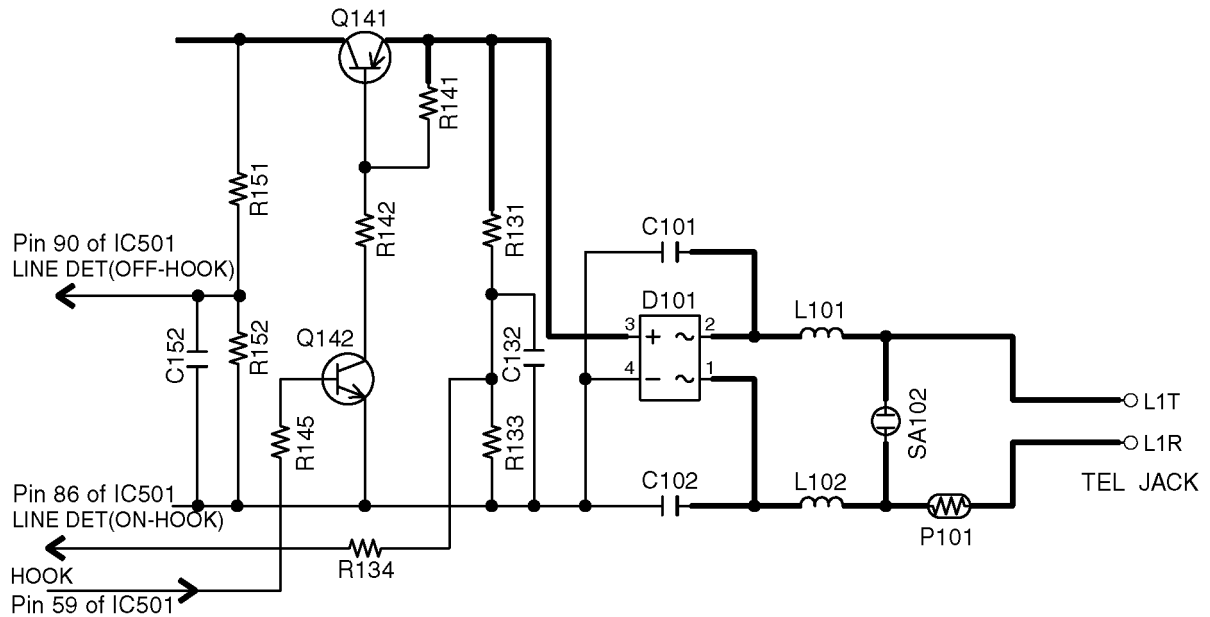 Q141
R141
R151
R142
R131
C101
Pin 90 of IC501
LINE DET(OFF-HOOK)
D101
L101
3
+
~
2
Q142
C152
R152
C132
4
−
~
1
L1T
SA102
R145
R133
L1R
TEL JACK
Pin 86 of IC501
LINE DET(ON-HOOK)
C102
L102
P101
R134
HOOK
Pin 59 of IC501